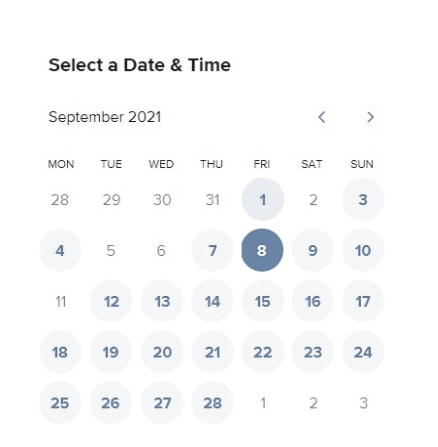 Select a Date & Time
September 2021
MON TUE WED THU FRI SAT SUN
28 29 30 31 1 2 3
4 5 6 7 8 9 10
11 12 13 14 15 16 17
18 19 20 21 22 23 24
25 26 27 28 1 2 3